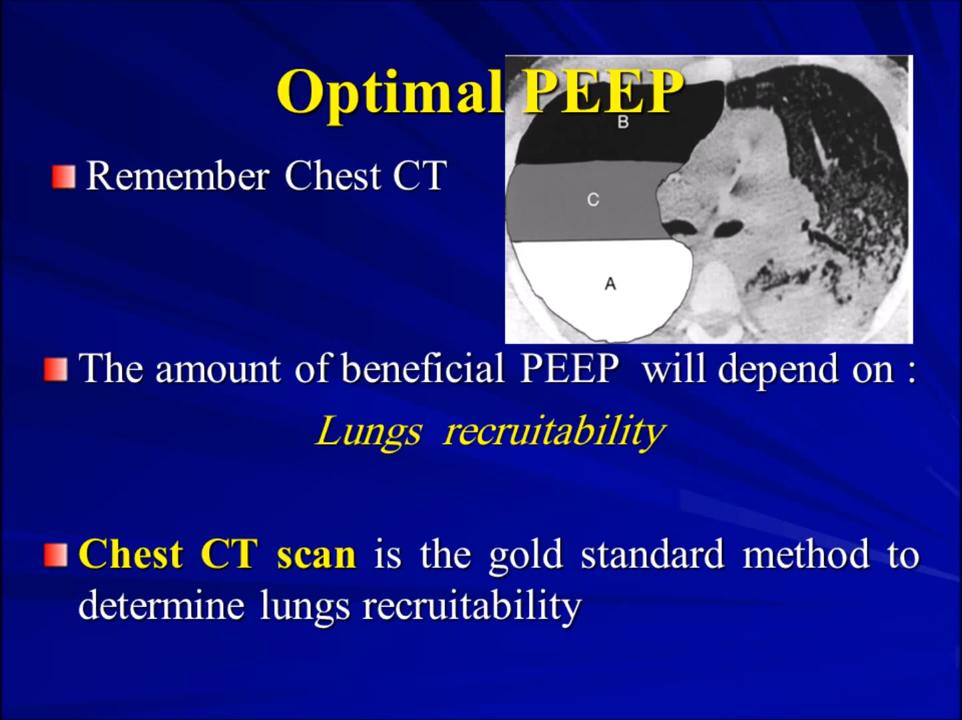 Optimal PEEP
Remember Chest CT
B
C
A
The amount of beneficial PEEP will depend on :
Lungs recruitability
Chest CT scan is the gold standard method to
determine lungs recruitability